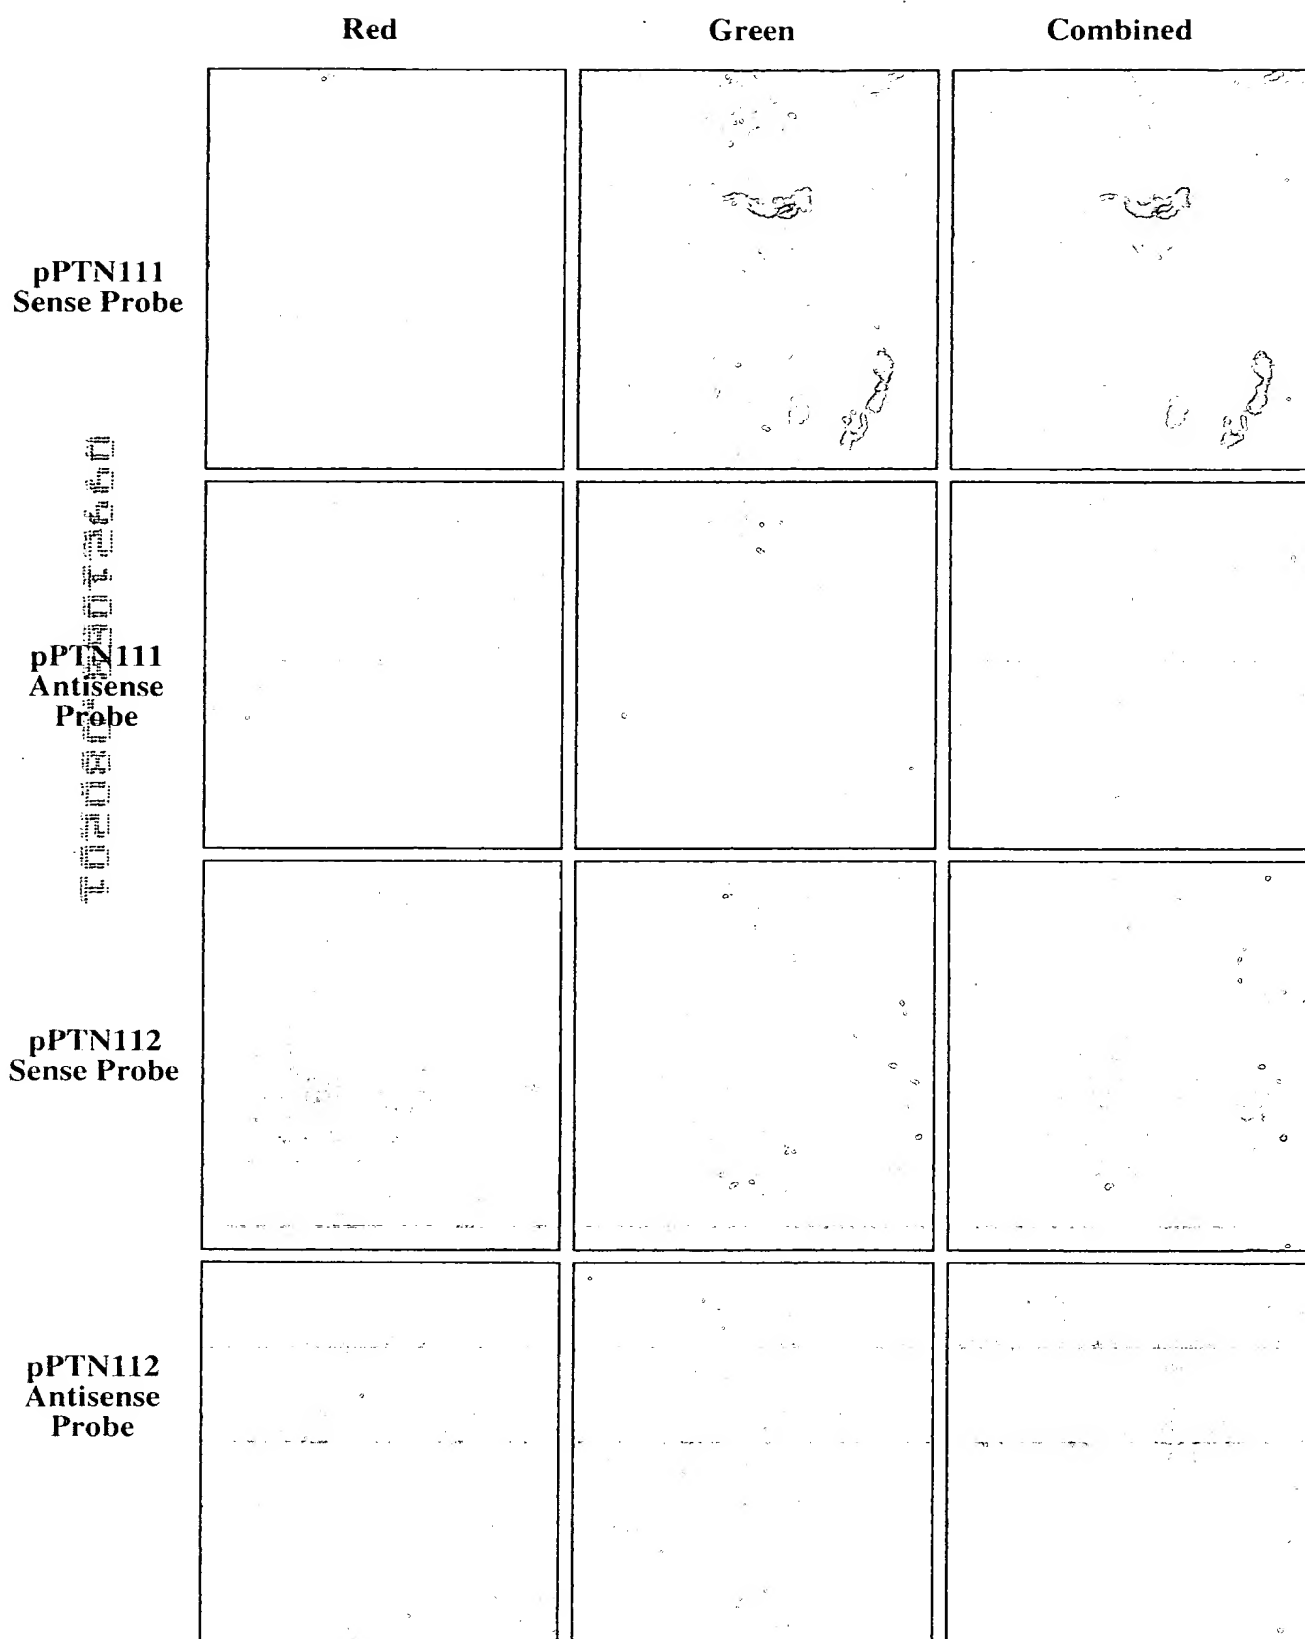 Red Green Combined
pPTN111
Sense Probe
pPTN111
Antisense
Probe
pPTN112
Sense Probe
pPTN112
Antisense
Probe